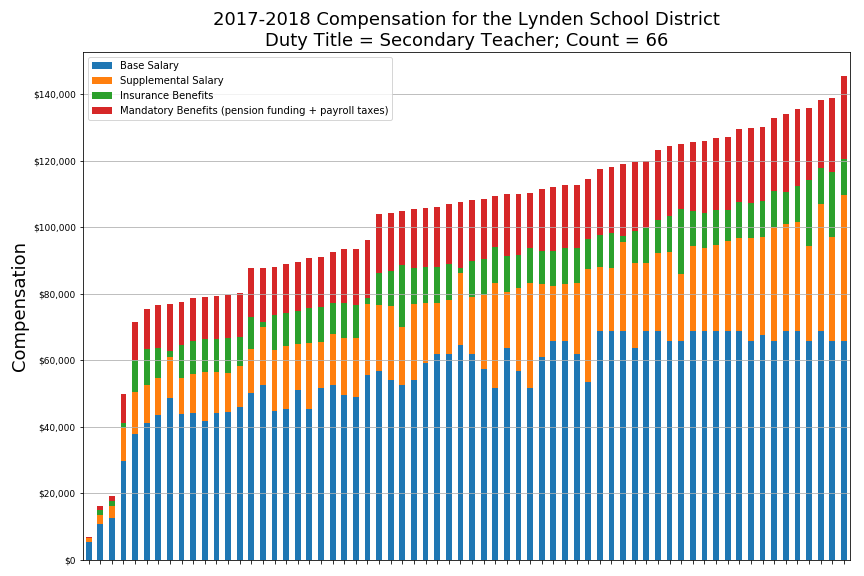 2017-2018 Compensation for the Lynden School District
Duty Title = Secondary Teacher; Count = 66
Base Salary
Supplemental Salary
Insurance Benefits
Mandatory Benefits (pension funding + payroll taxes)
$140,000
$120,000
$100,000
$80,000
$60,000
$40,000
$20,000
$0
Compensation